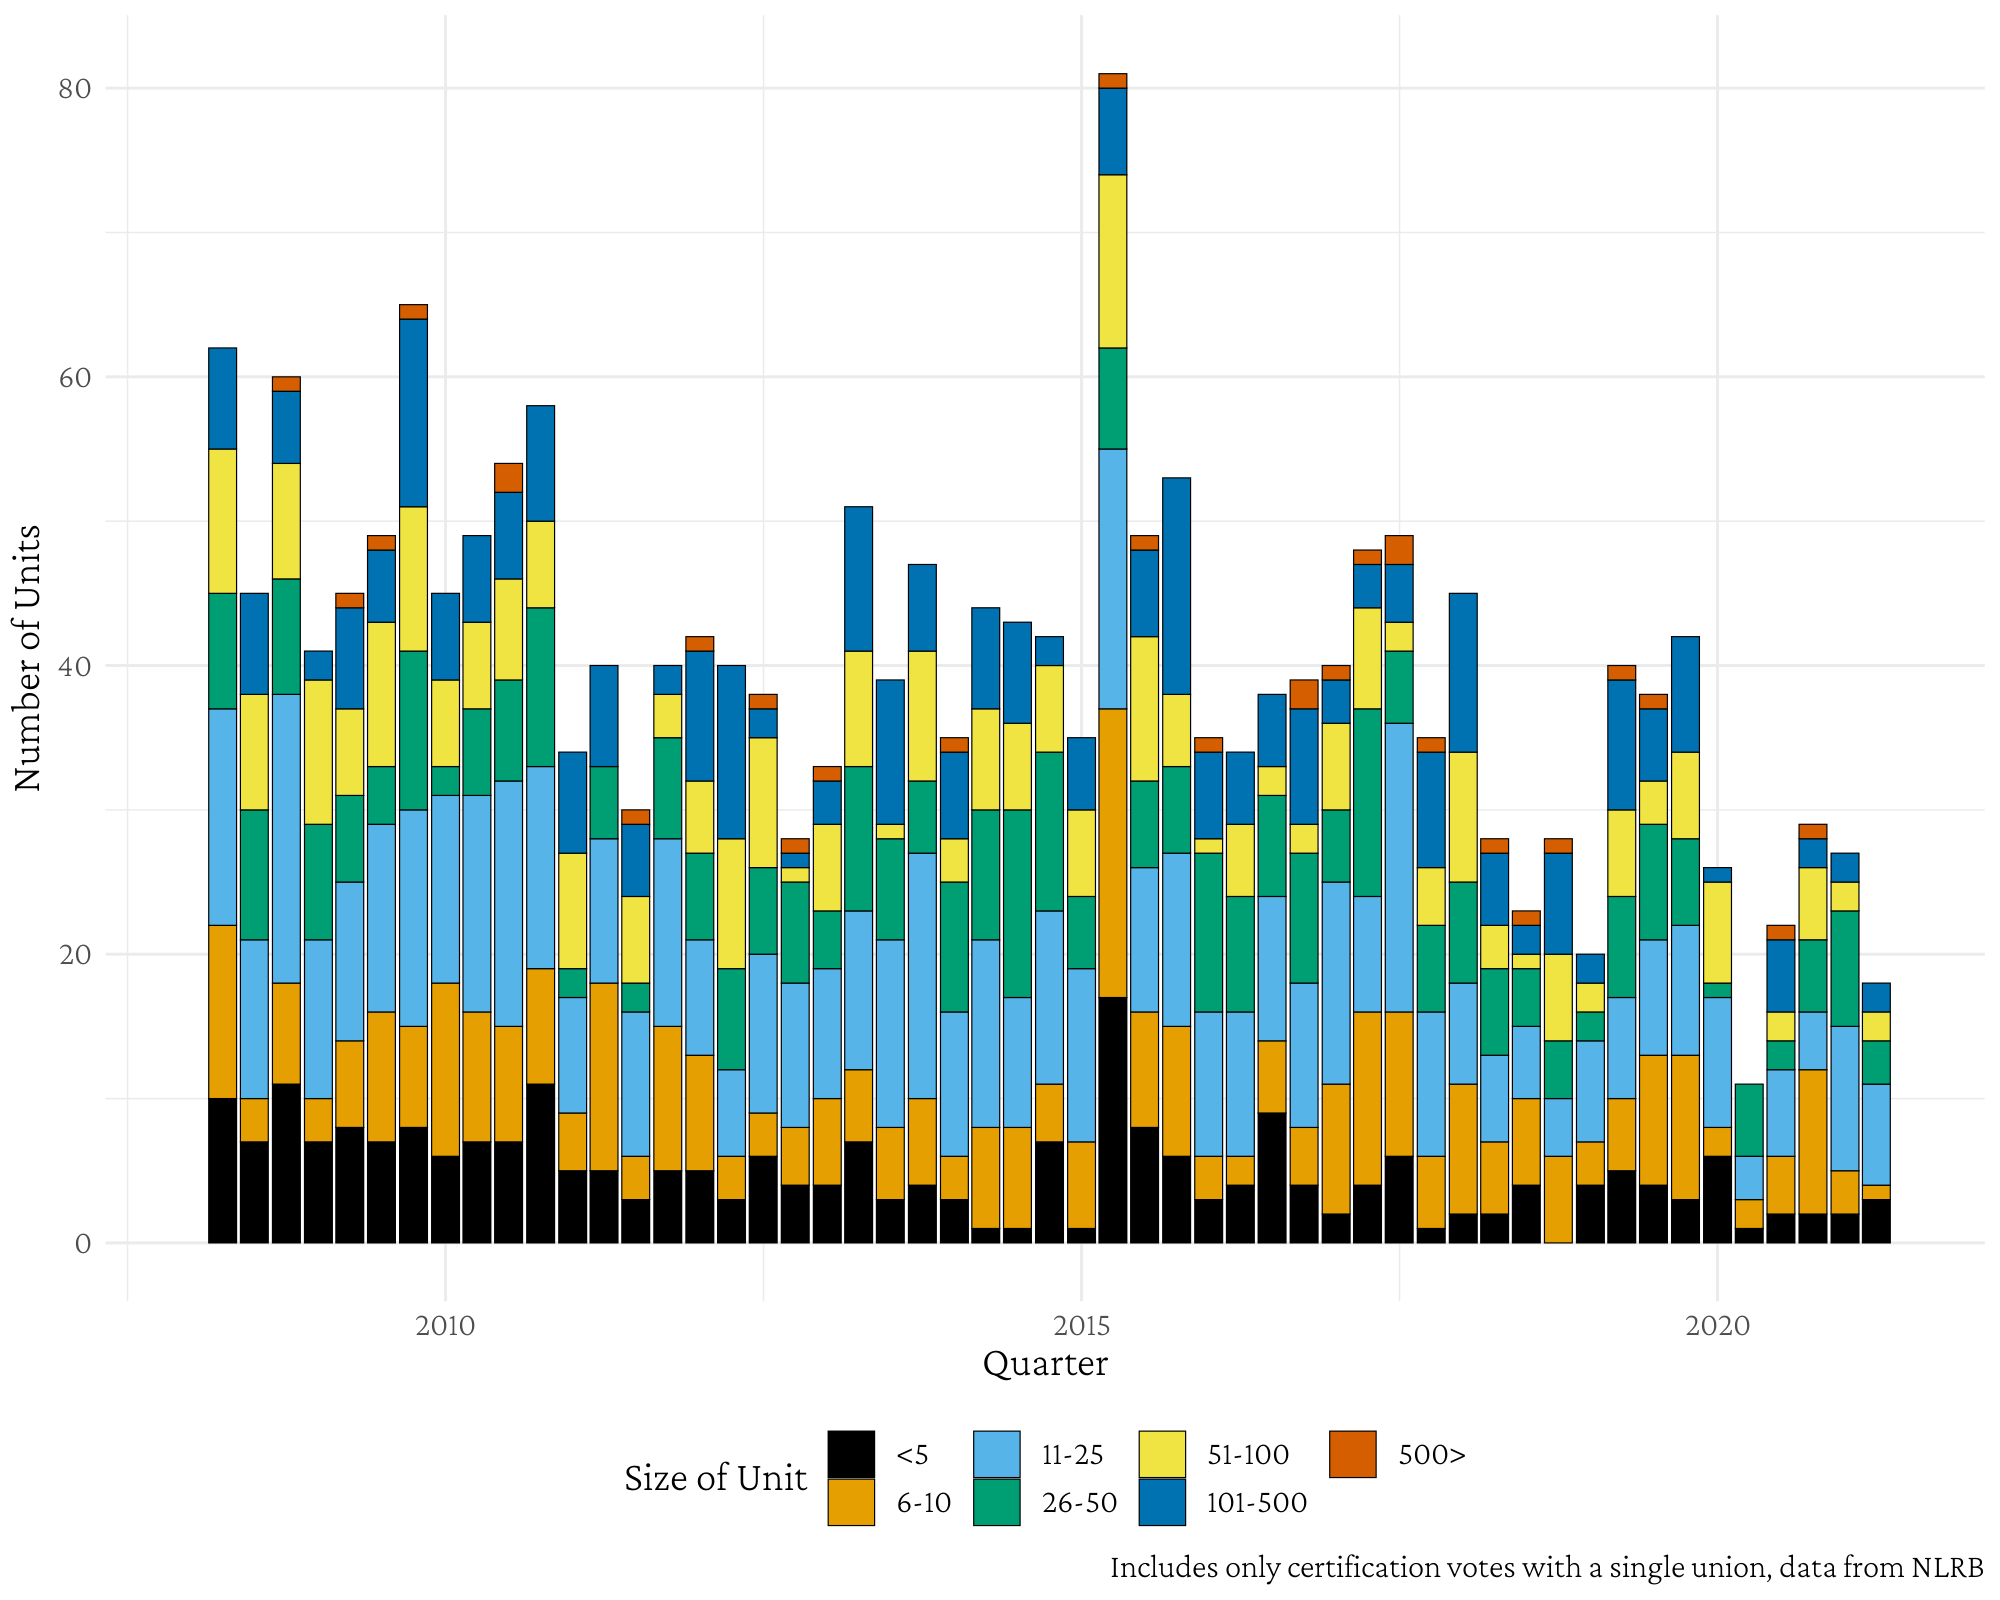 80
60
40
20
0
Number of Units
2010 2015 2020
Quarter
Size of Unit
<5 11-25 51-100 500>
6-10 26-50 101-500
Includes only certification votes with a single union, data from NLRB